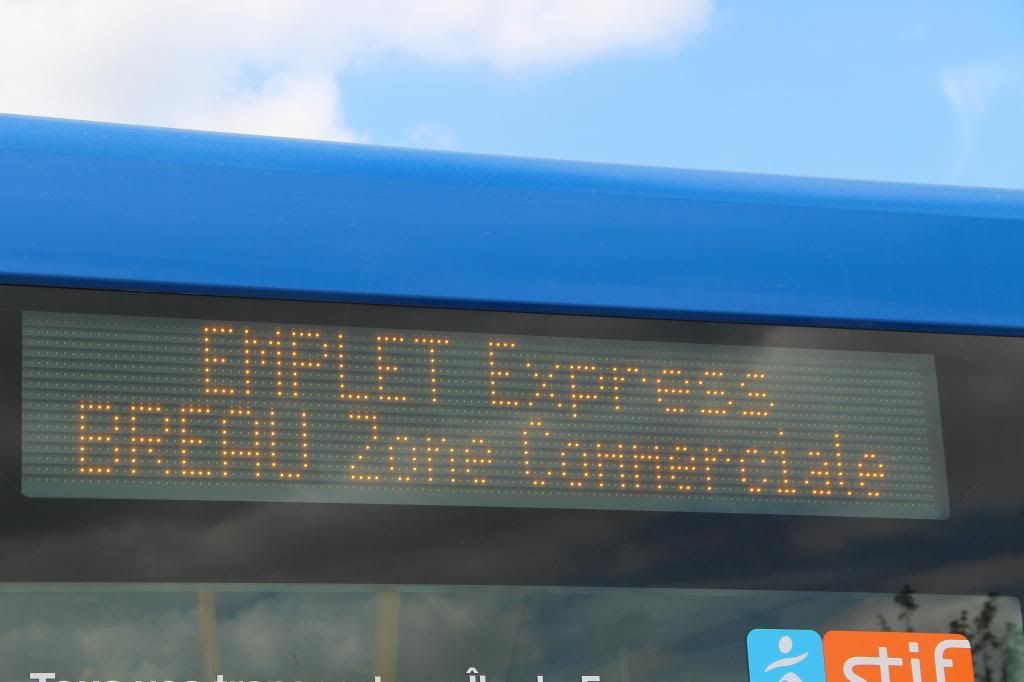 EMPLET Express
BREAU Zone Commerciale
stif